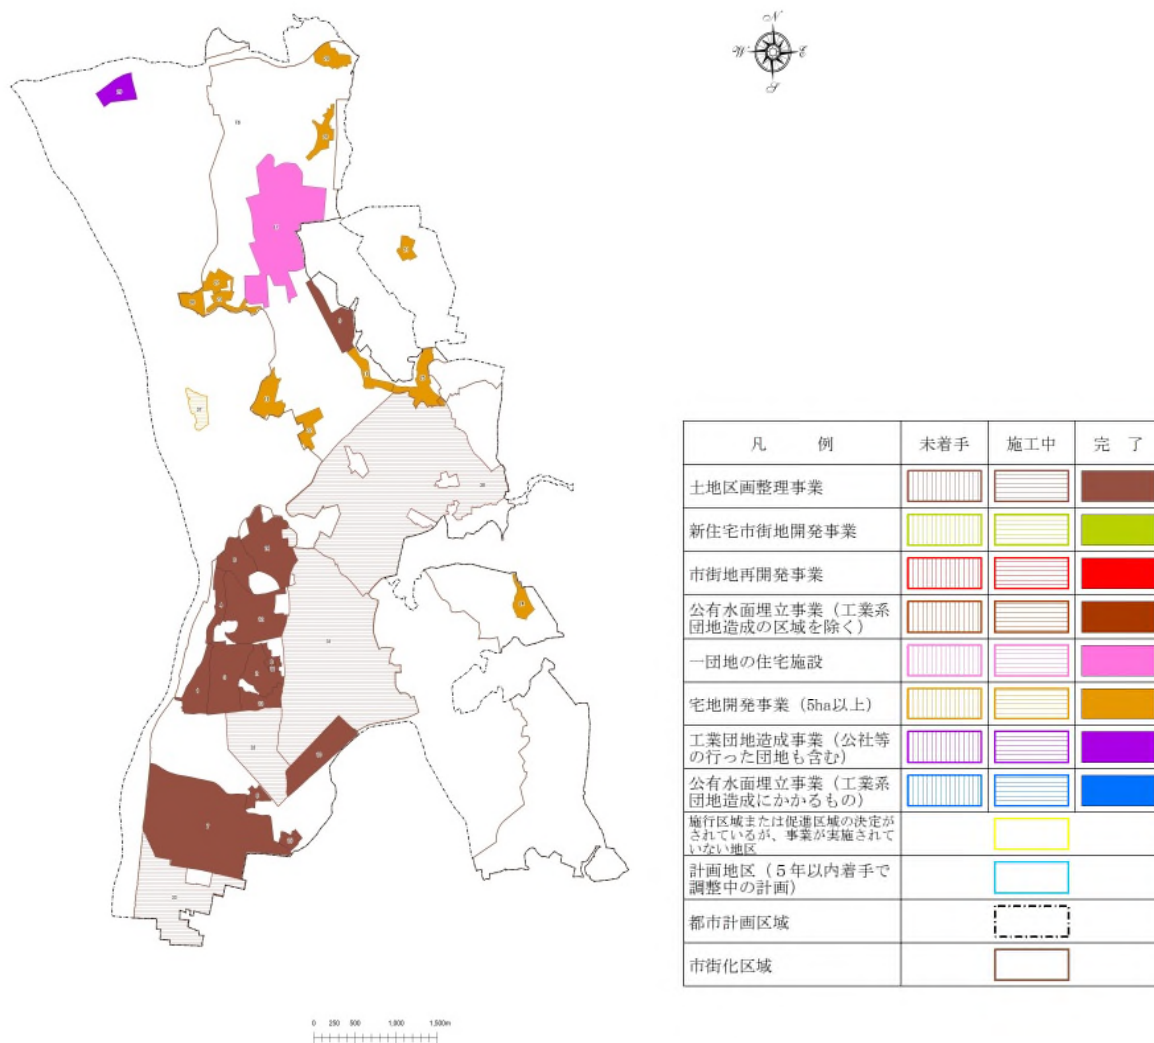 N
W
E
S
凡 例 未着手 施工中 完 了
土地区画整理事業
新住宅市街地開発事業
市街地再開発事業
公有水面埋立事業（工業系
団地造成の区域を除く）
一団地の住宅施設
宅地開発事業（5ha以上）
工業団地造成事業（公社等
の行った団地も含む）
公有水面埋立事業（工業系
団地造成にかかるもの）
施行区域または促進区域の決定が
されているが、事業が実施されて
いない地区
計画地区（５年以内着手で
調整中の計画）
都市計画区域
市街化区域
0 250 500 1,000 1,500m